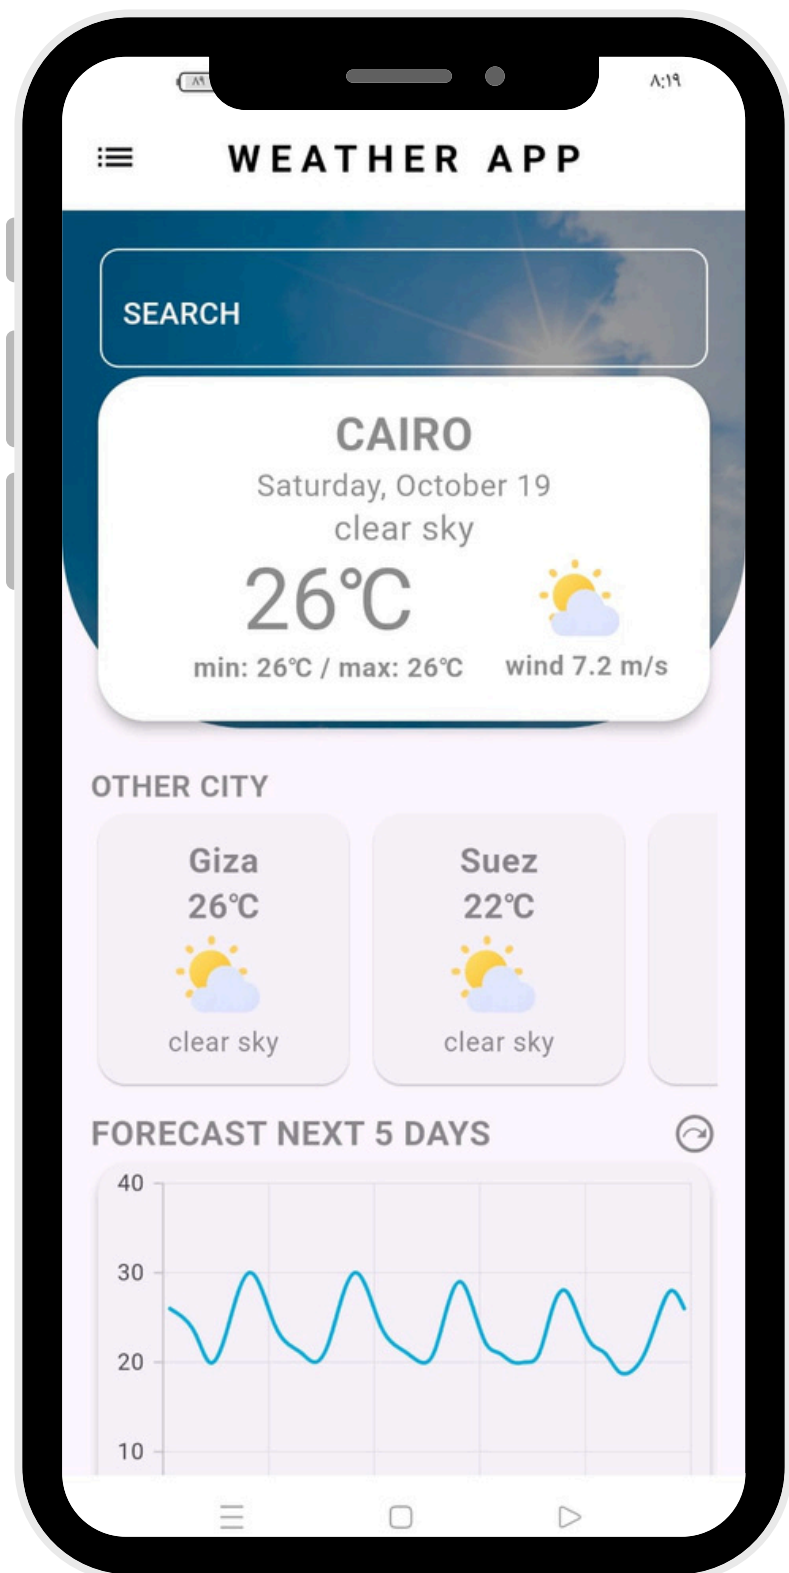 ٨٩
٨:١٩
WEATHER APP
SEARCH
CAIRO
Saturday, October 19
clear sky
26℃
min: 26℃ / max: 26℃
wind 7.2 m/s
OTHER CITY
Giza
26℃
clear sky
Suez
22℃
clear sky
FORECAST NEXT 5 DAYS
40
30
20
10